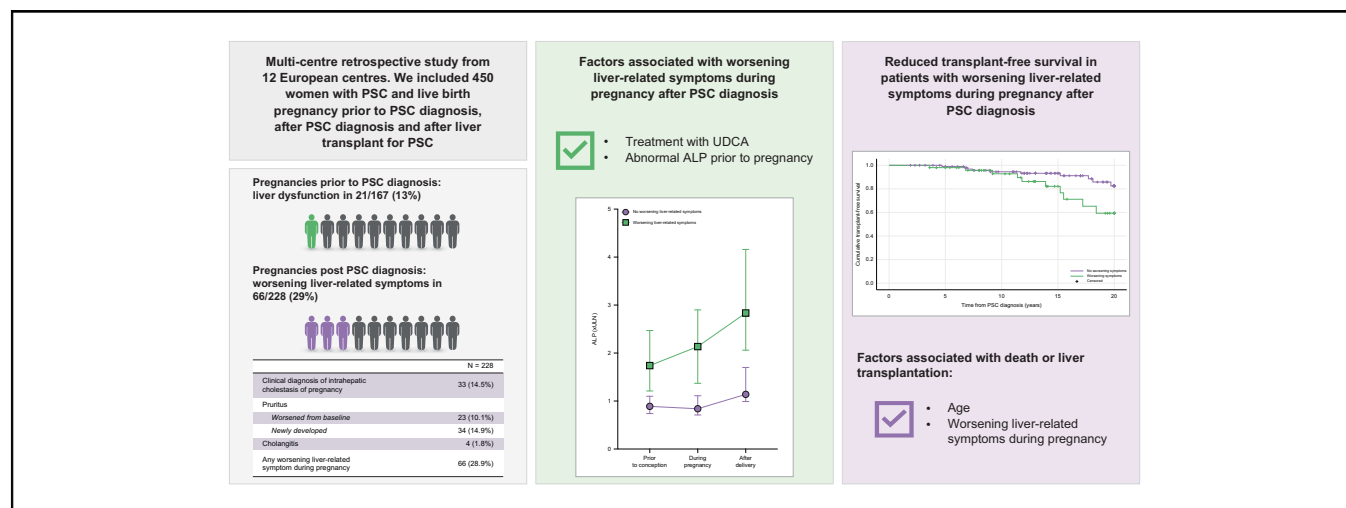 Multi-centre retrospective study from
12 European centres. We included 450
women with PSC and live birth
pregnancy prior to PSC diagnosis,
after PSC diagnosis and after liver
transplant for PSC
Pregnancies prior to PSC diagnosis:
liver dysfunction in 21/167 (13%)
Pregnancies post PSC diagnosis:
worsening liver-related symptoms in
66/228 (29%)
N = 228
Clinical diagnosis of intrahepatic
cholestasis of pregnancy 33 (14.5%)
Pruritus
Worsened from baseline 23 (10.1%)
Newly developed 34 (14.9%)
Cholangitis 4 (1.8%)
Any worsening liver-related
symptom during pregnancy 66 (28.9%)
Factors associated with worsening
liver-related symptoms during
pregnancy after PSC diagnosis
• Treatment with UDCA
• Abnormal ALP prior to pregnancy
No worsening liver-related symptoms
Worsening liver-related symptoms
5
4
3
2
1
0
ALP (xULN)
Prior
to conception
During
pregnancy
After
delivery
Reduced transplant-free survival in
patients with worsening liver-related
symptoms during pregnancy after
PSC diagnosis
1.0
0.8
0.6
0.4
0.2
0.0
Cumulative transplant-free survival
No worsening symptoms
Worsening symptoms
Censored
0 5 10 15 20
Time from PSC diagnosis (years)
Factors associated with death or liver
transplantation:
• Age
• Worsening liver-related
symptoms during pregnancy